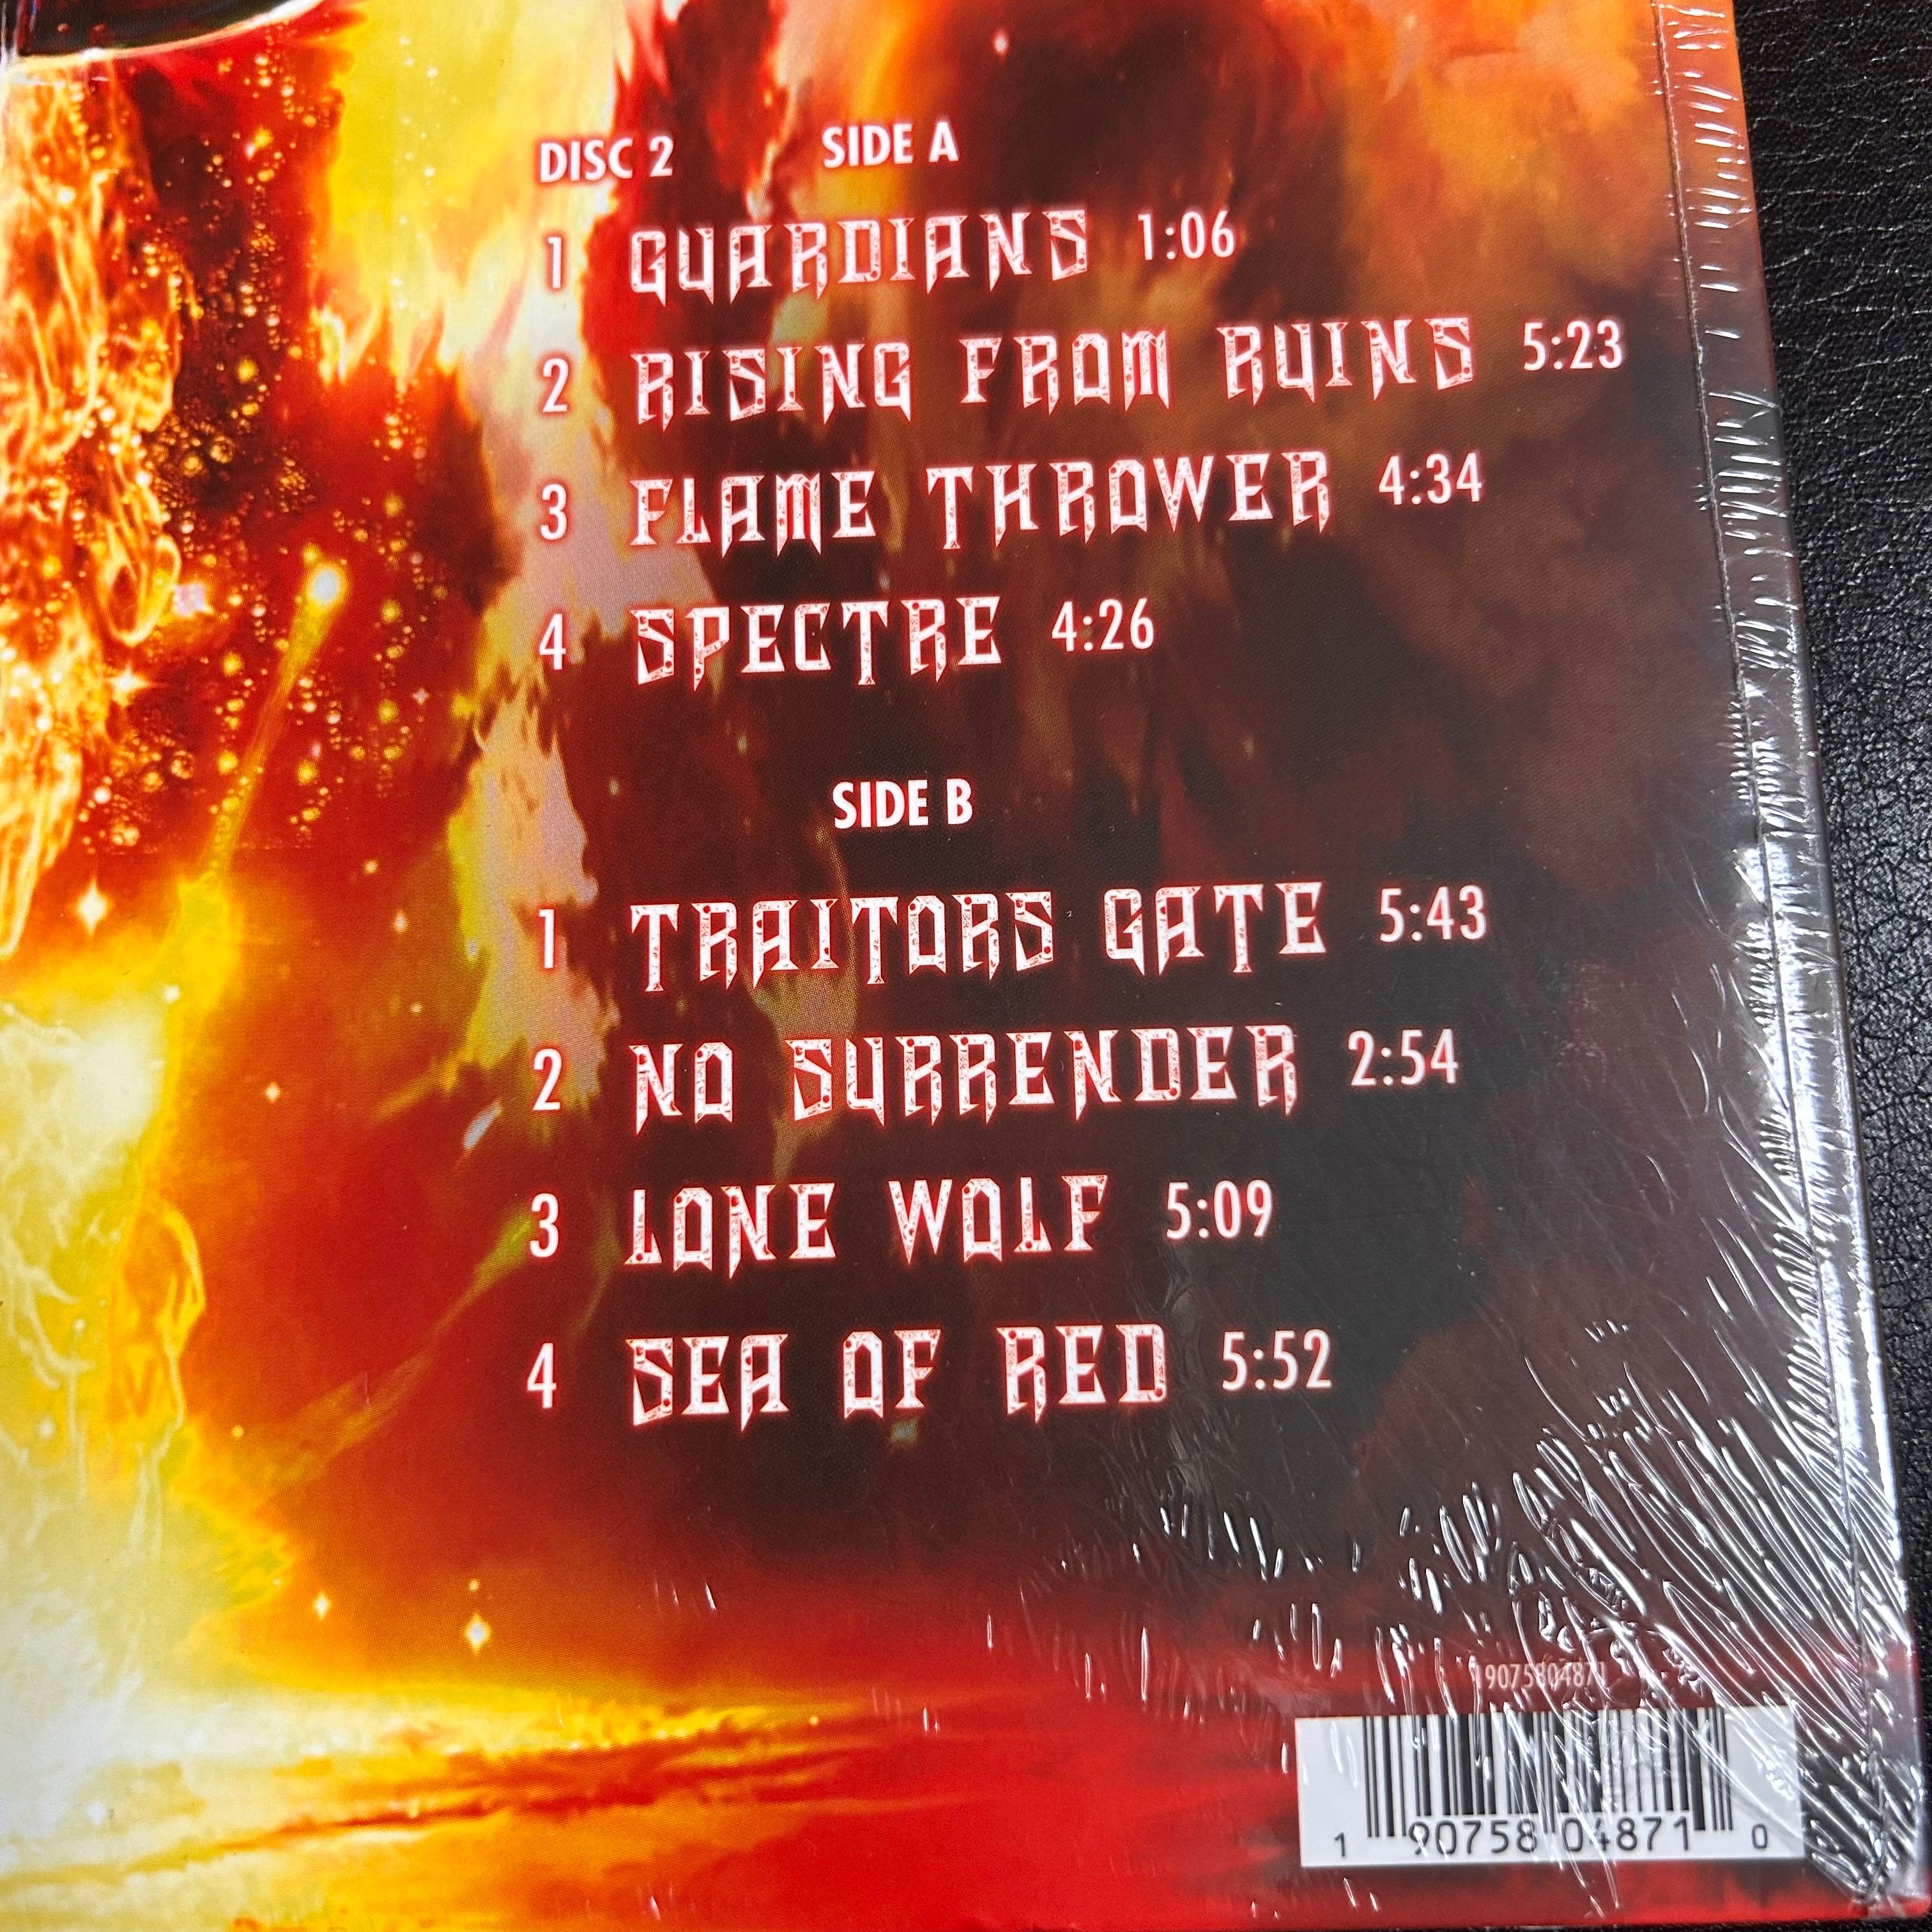 DISC 2 SIDE A
1 GUARDIANS 1:06
2 RISING FROM RUINS 5:23
3 FLAME THROWER 4:34
4 SPECTRE 4:26
SIDE B
1 TRAITORS GATE 5:43
2 NO SURRENDER 2:54
3 LONE WOLF 5:09
4 SEA OF RED 5:52
19075804871
1 90758 04871 0